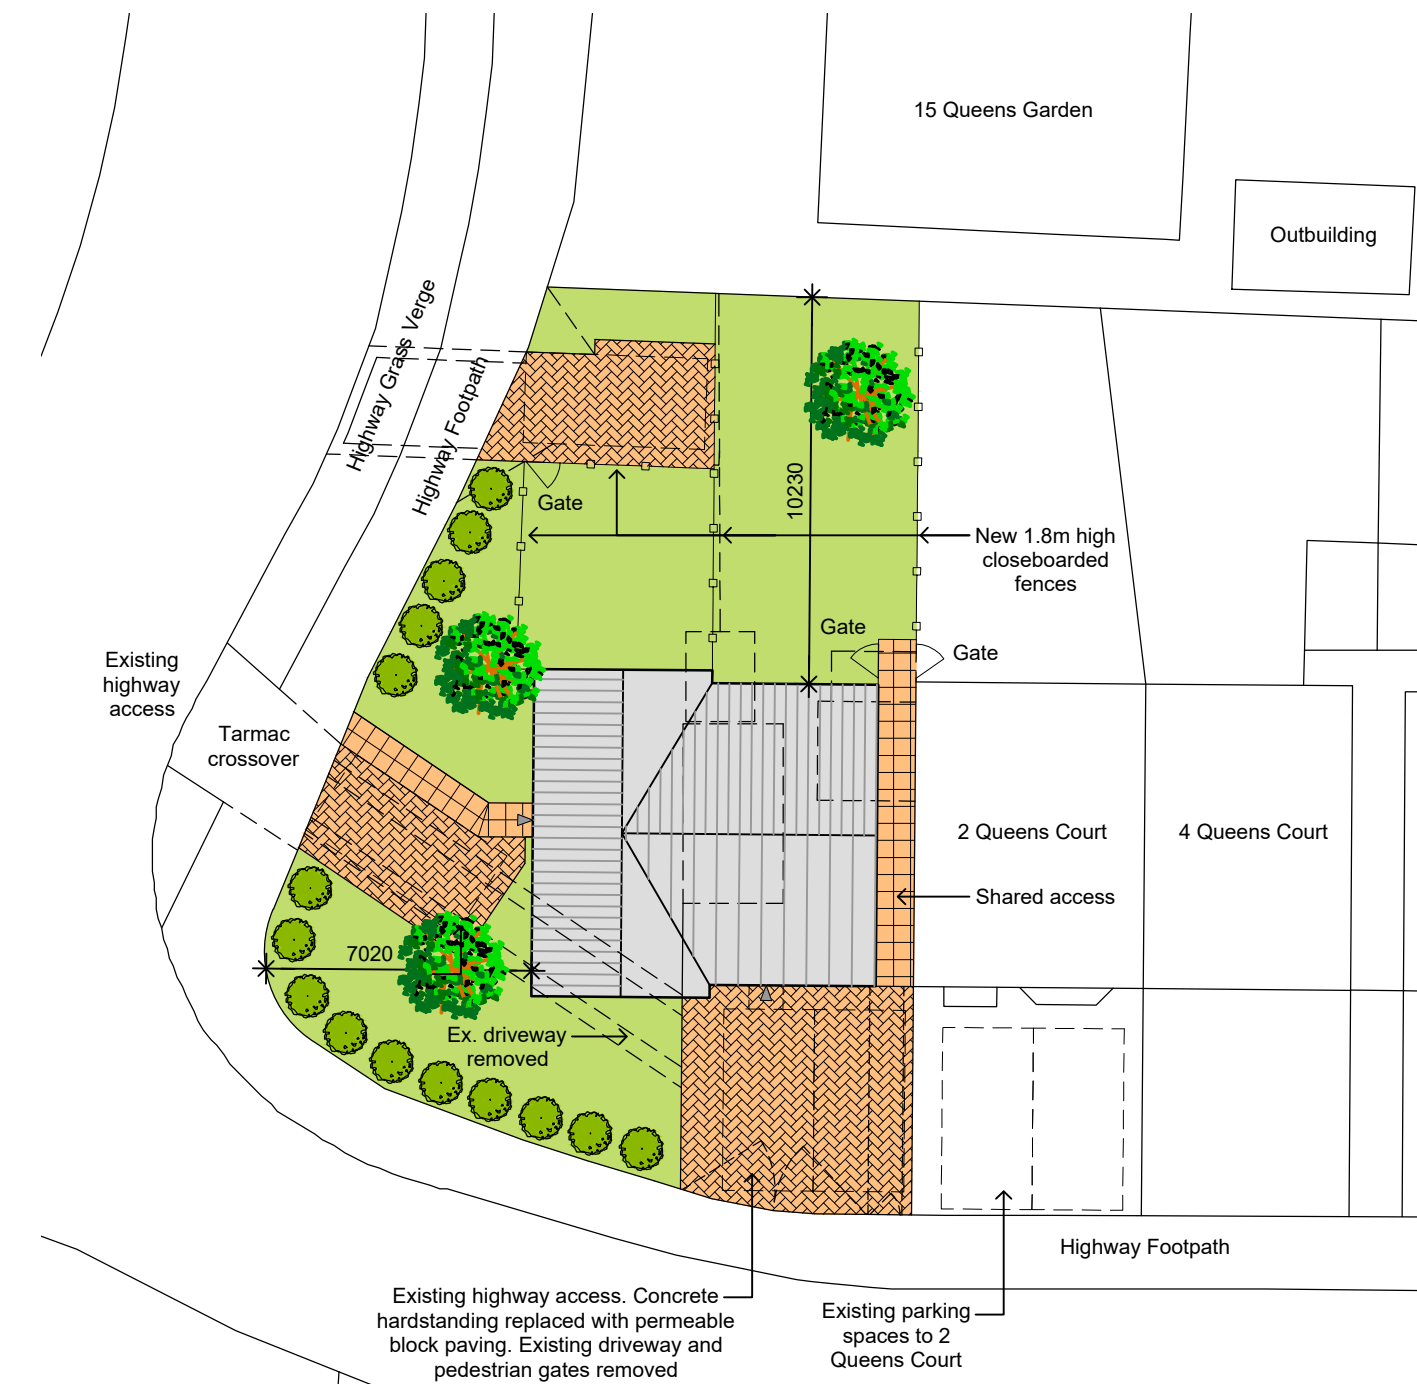 15 Queens Garden
Outbuilding
Highway Grass Verge
Highway Footpath
Gate
10230
New 1.8m high
closeboarded
fences
Gate
Gate
Existing
highway
access
Tarmac
crossover
2 Queens Court
4 Queens Court
Shared access
7020
Ex. driveway
removed
Highway Footpath
Existing highway access. Concrete
hardstanding replaced with permeable
block paving. Existing driveway and
pedestrian gates removed
Existing parking
spaces to 2
Queens Court